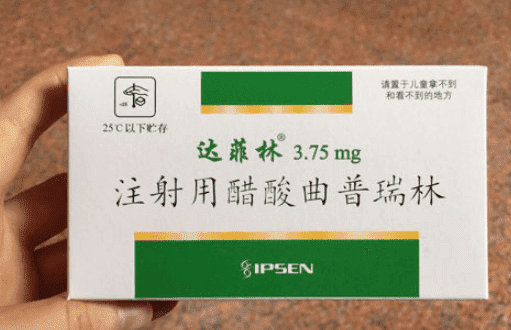 25℃以下贮存
请置于儿童拿不到
和看不到的地方
达菲林® 3.75 mg
注射用醋酸曲普瑞林
IPSEN